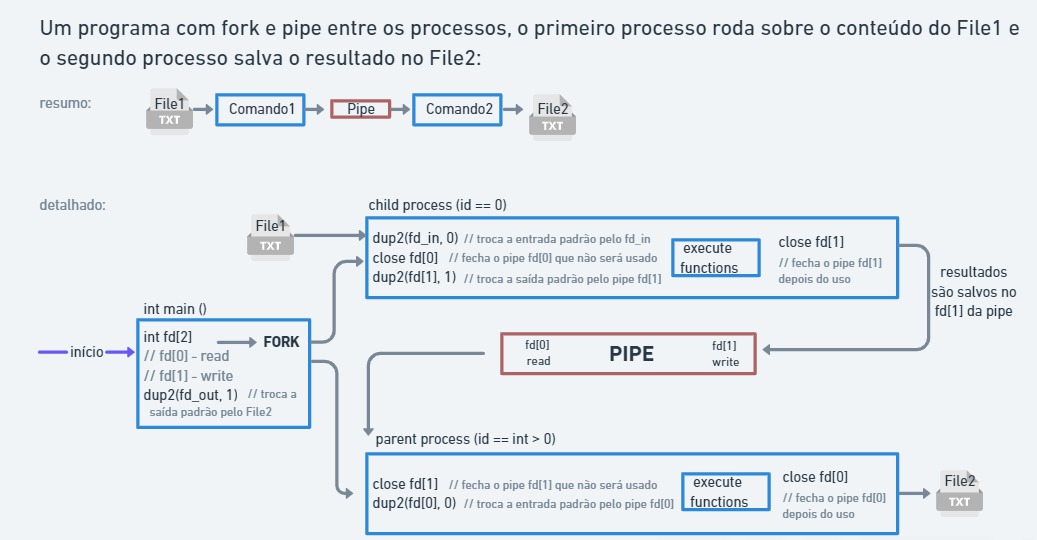 Um programa com fork e pipe entre os processos, o primeiro processo roda sobre o conteúdo do File1 e
o segundo processo salva o resultado no File2:
resumo:
File1
TXT
Comando1
Pipe
Comando2
File2
TXT
detalhado:
child process (id == 0)
File1
TXT
dup2(fd_in, 0) // troca a entrada padrão pelo fd_in
close fd[0] // fecha o pipe fd[0] que não será usado
dup2(fd[1], 1) // troca a saída padrão pelo pipe fd[1]
execute
functions
close fd[1]
// fecha o pipe fd[1]
depois do uso
resultados
são salvos no
fd[1] da pipe
int main ()
início
int fd[2]
FORK
// fd[0] - read
// fd[1] - write
dup2(fd_out, 1) // troca a
saída padrão pelo File2
fd[0]
read
PIPE
fd[1]
write
parent process (id == int > 0)
close fd[1] // fecha o pipe fd[1] que não será usado
dup2(fd[0], 0) // troca a entrada padrão pelo pipe fd[0]
execute
functions
close fd[0]
// fecha o pipe fd[0]
depois do uso
File2
TXT